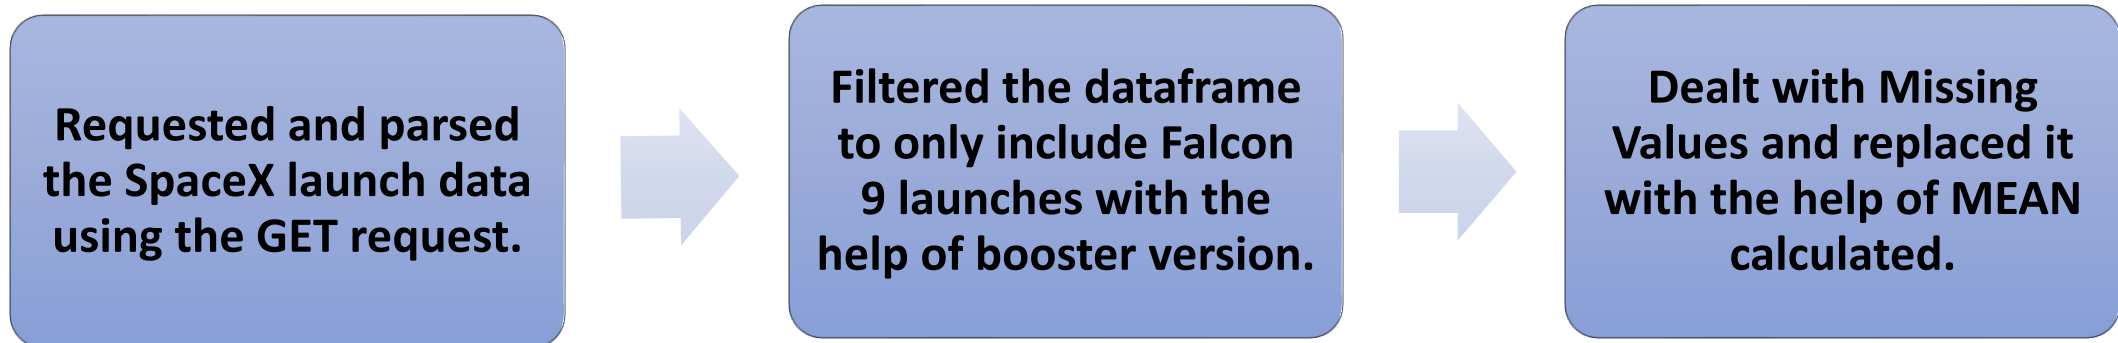 Requested and parsed
the SpaceX launch data
using the GET request.
Filtered the dataframe
to only include Falcon
9 launches with the
help of booster version.
Dealt with Missing
Values and replaced it
with the help of MEAN
calculated.